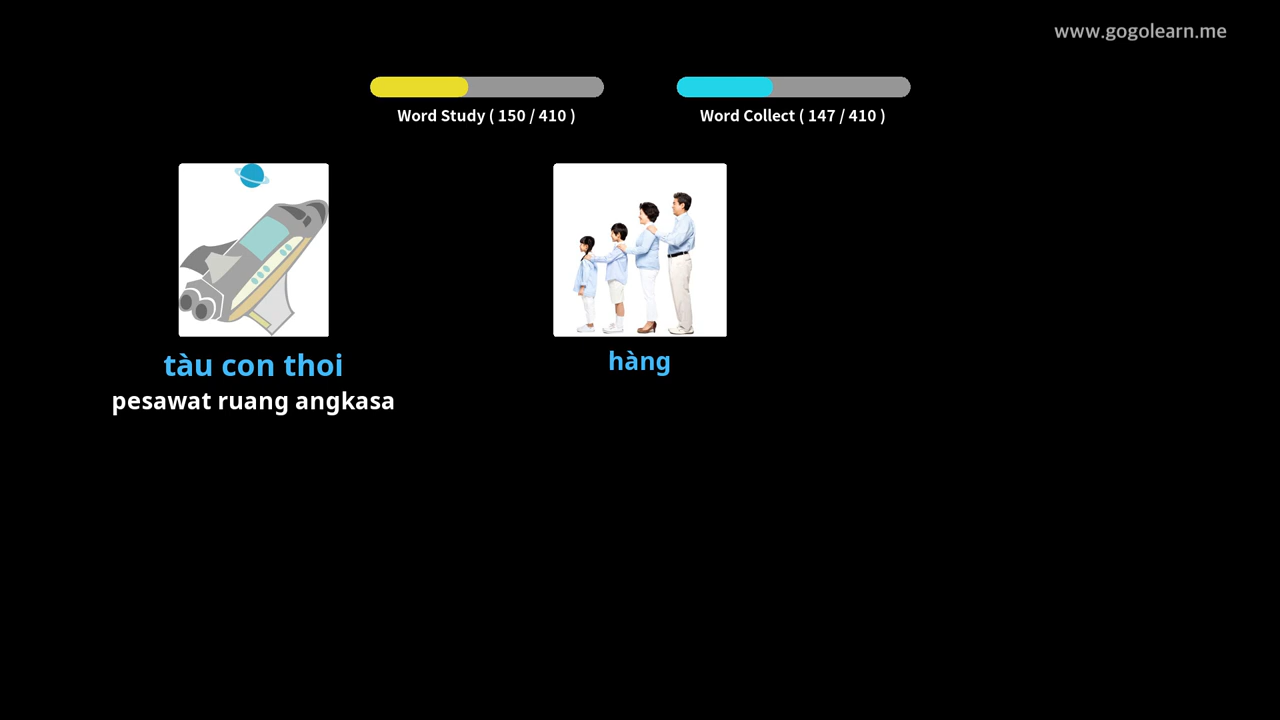 www.gogolearn.me
Word Study ( 150 / 410 )
Word Collect ( 147 / 410 )
tàu con thoi
pesawat ruang angkasa
hàng